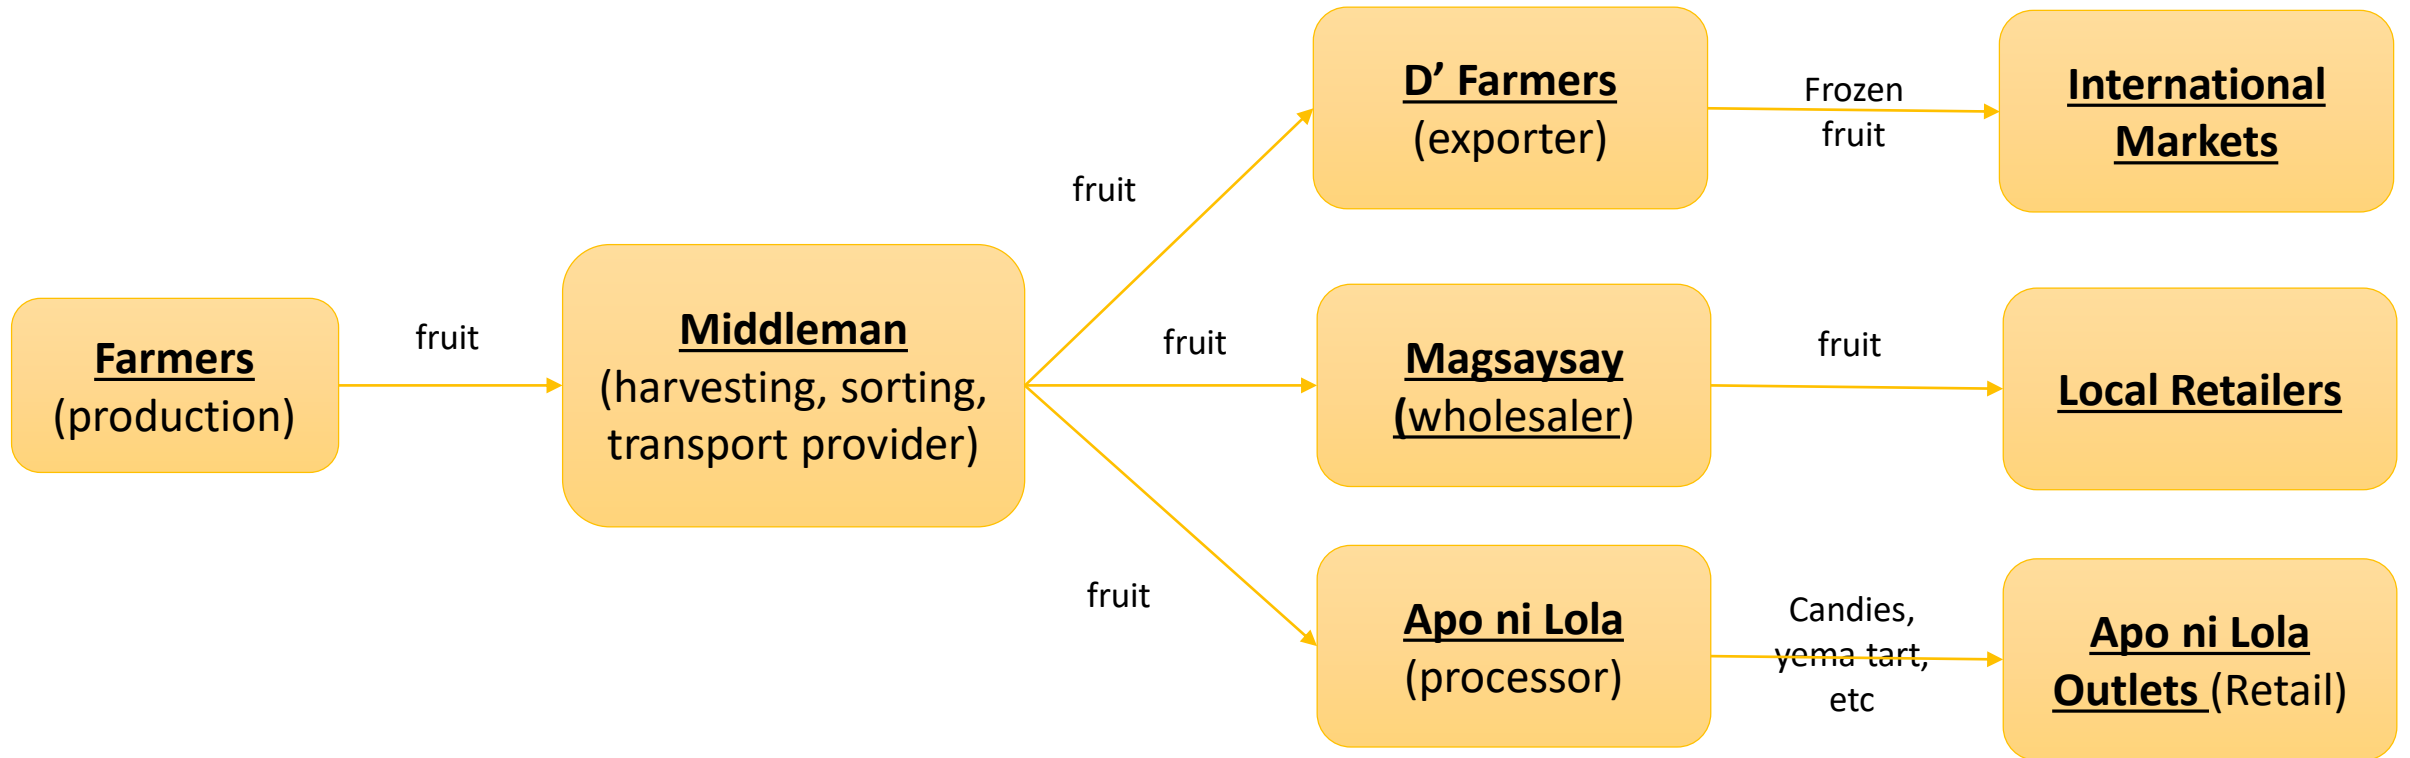 Farmers
(production)
fruit
Middleman
(harvesting, sorting,
transport provider)
fruit
fruit
fruit
D’ Farmers
(exporter)
Frozen
fruit
International
Markets
Magsaysay
(wholesaler)
fruit
Local Retailers
Apo ni Lola
(processor)
Candies,
yema tart,
etc
Apo ni Lola
Outlets (Retail)